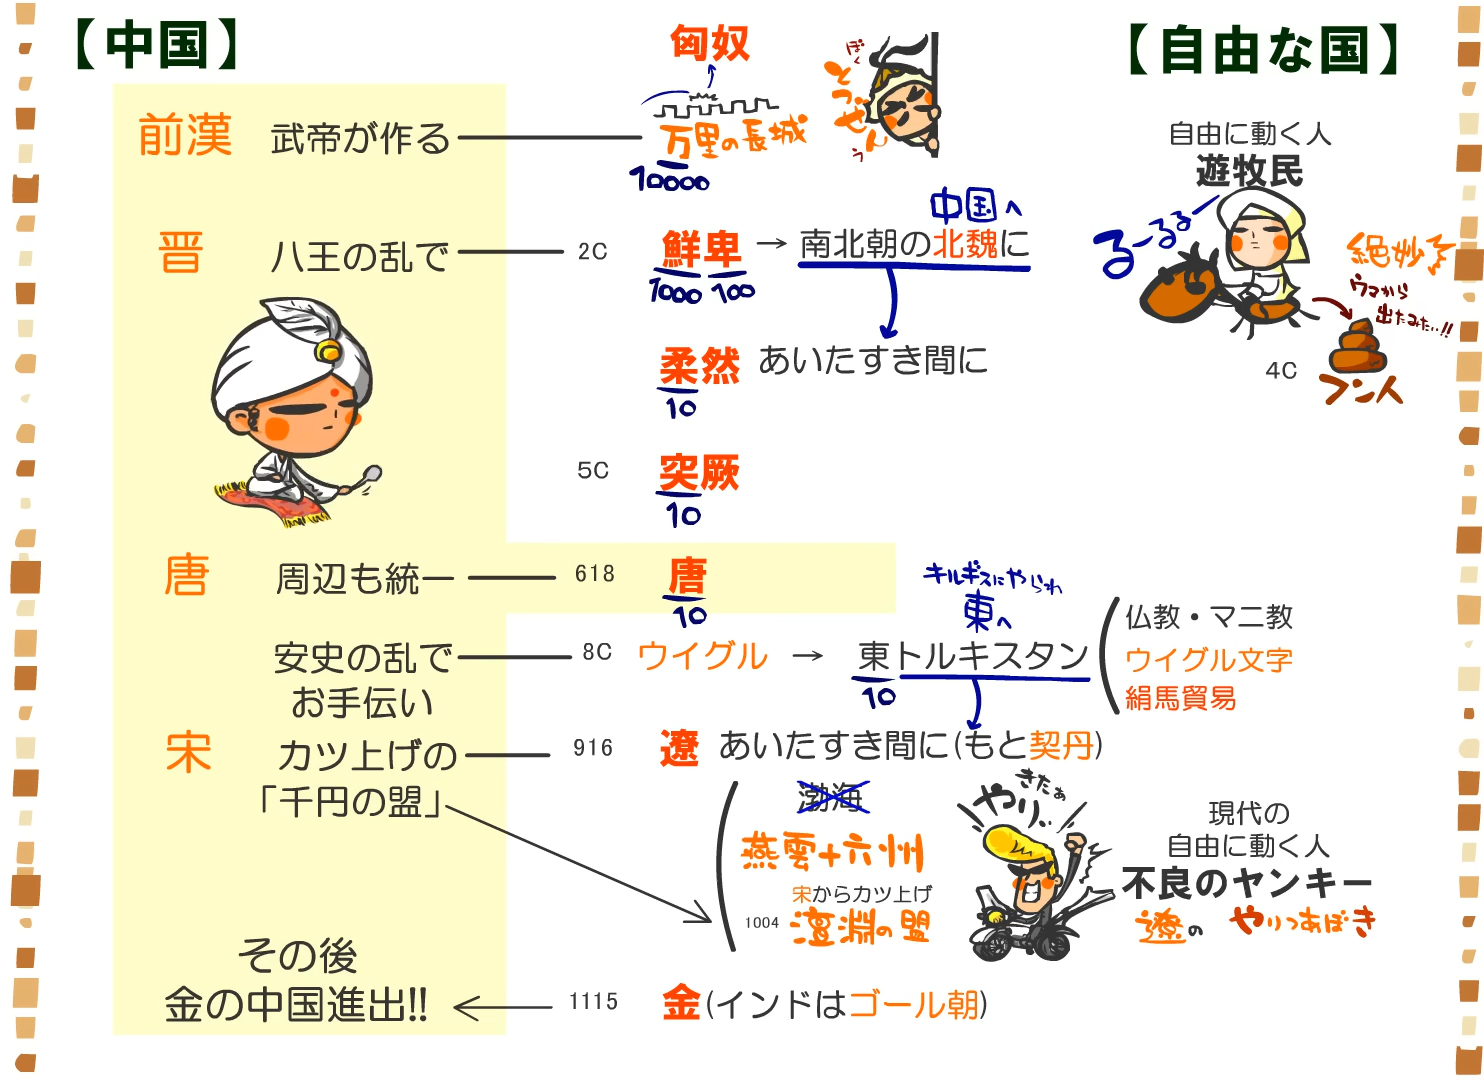 【中国】
【自由な国】
匈奴
ぼく
とつぜん
う
前漢 武帝が作る
万里の長城
10000
自由に動く人
遊牧民
るーるる
絶妙
ウマから
出たみたい!!
4C
フン人
中国へ
晋 八王の乱で 2C 鮮卑 → 南北朝の北魏に
1000 100
柔然 あいたすき間に
10
5C 突厥
10
唐 周辺も統一 618 唐
10
キルギスにやられ
東へ
安史の乱で
お手伝い
8C ウイグル → 東トルキスタン
10
仏教・マニ教
ウイグル文字
絹馬貿易
宋 カツ上げの
「千円の盟」
916 遼 あいたすき間に(もと契丹)
渤海
燕雲十六州
宋からカツ上げ
1004 澶淵の盟
きたぁ
やりぃ
現代の
自由に動く人
不良のヤンキー
遼の やりつあぼき
その後
金の中国進出!!
1115 金(インドはゴール朝)